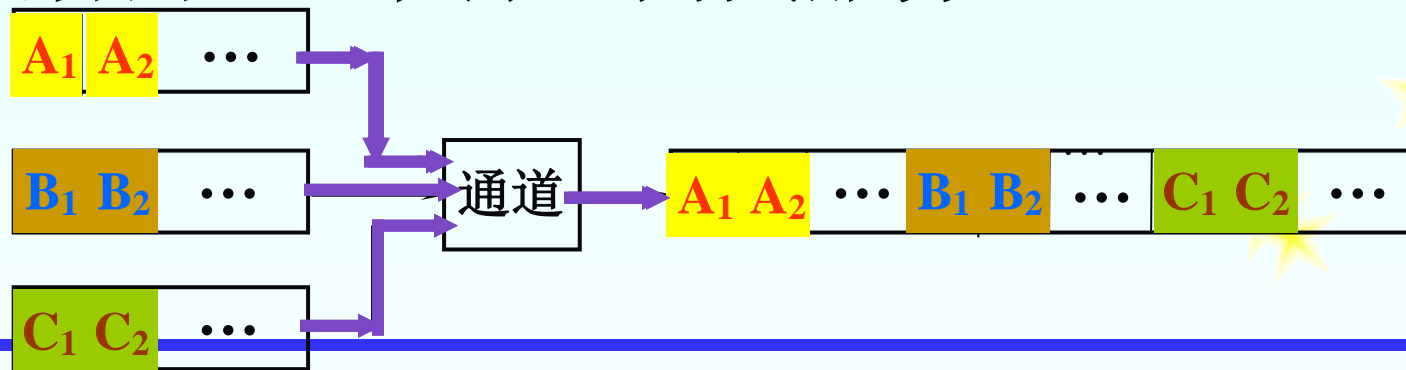 A₁ A₂ …
B₁ B₂ …
通道
A₁ A₂ … B₁ B₂ … C₁ C₂ …
C₁ C₂ …